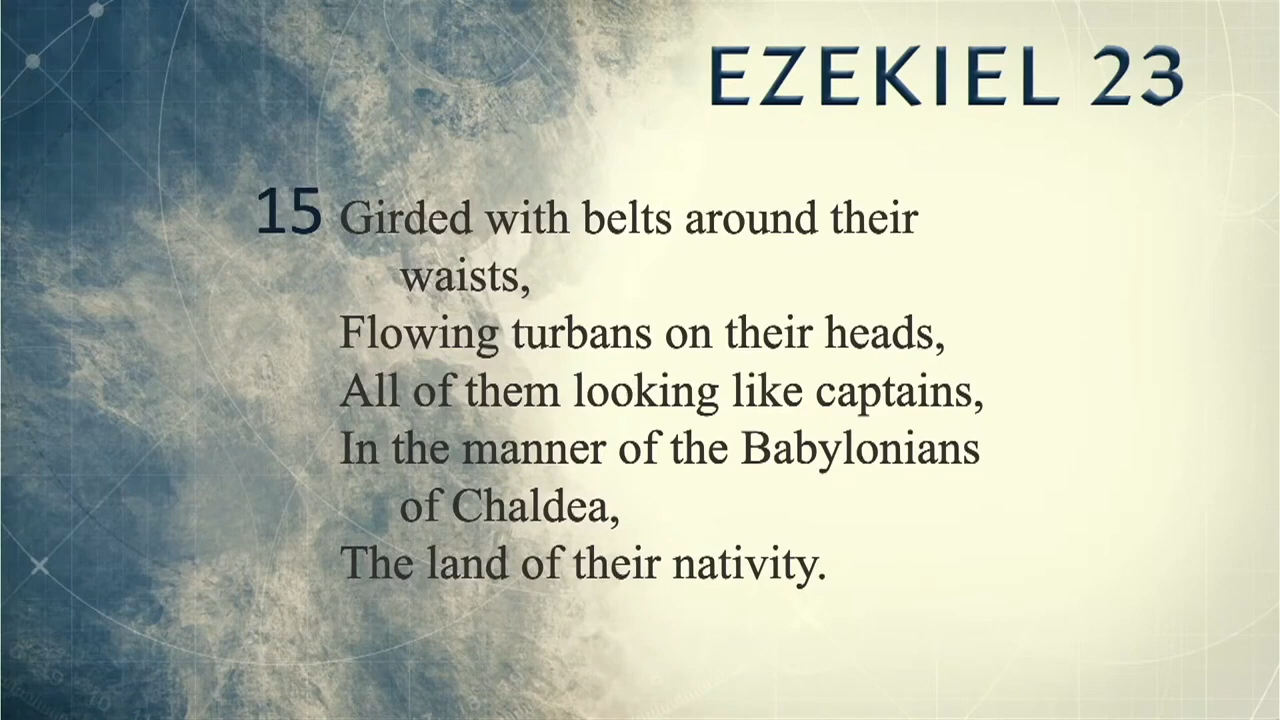 EZEKIEL 23
15 Girded with belts around their
waists,
Flowing turbans on their heads,
All of them looking like captains,
In the manner of the Babylonians
of Chaldea,
The land of their nativity.